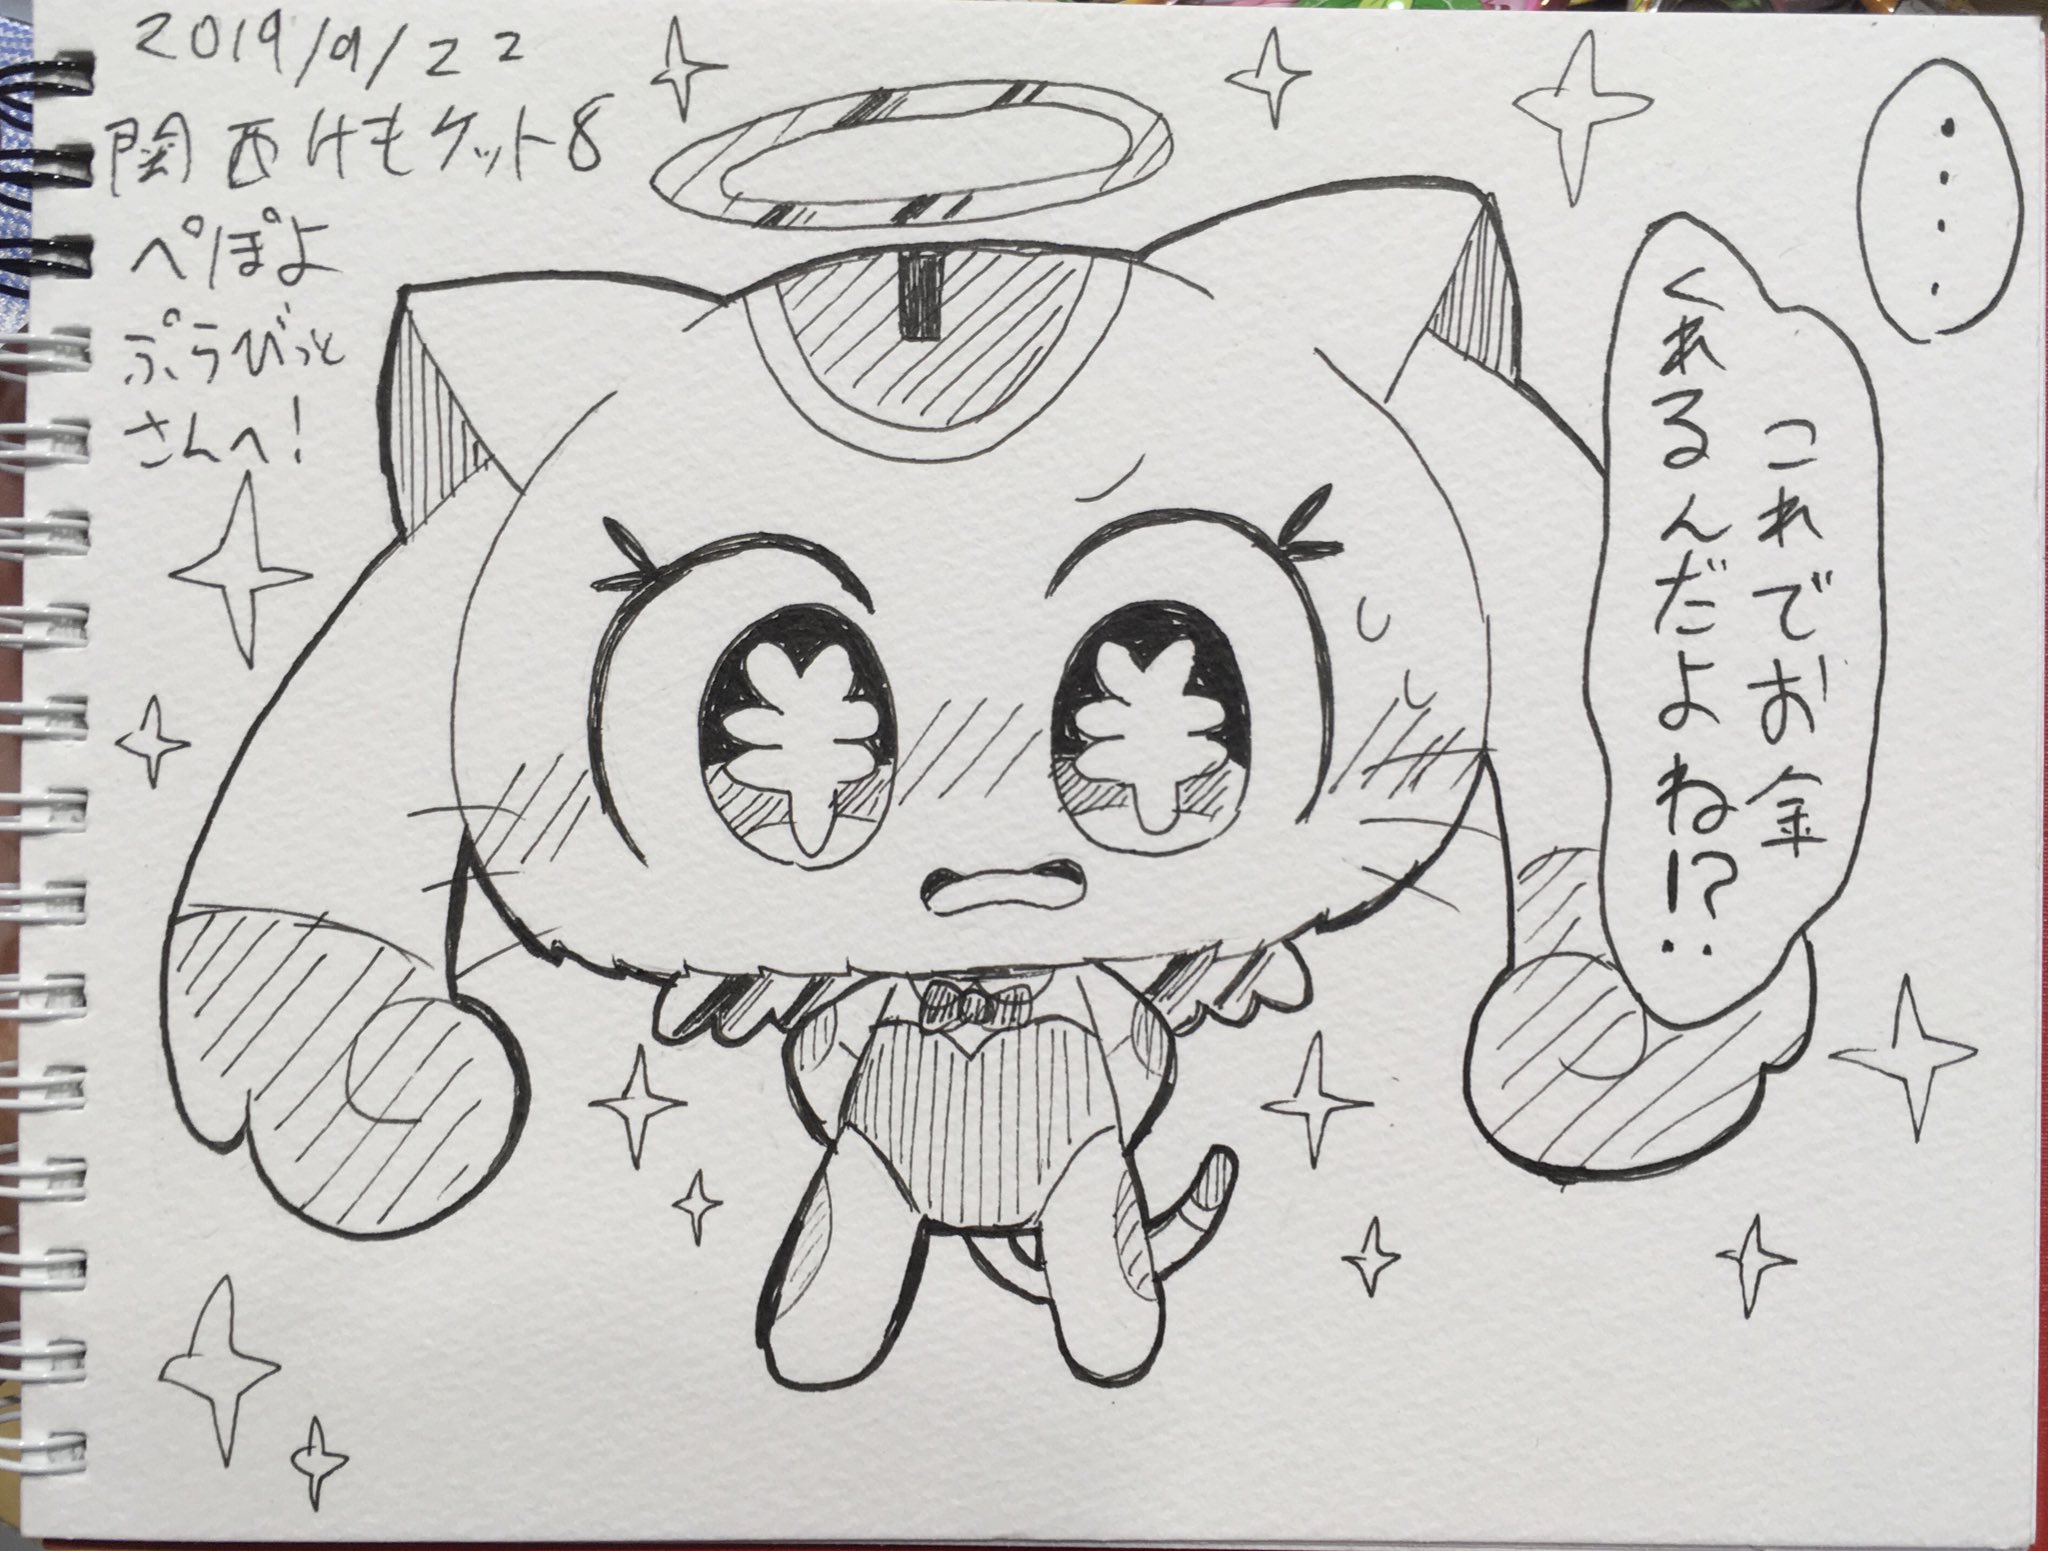 2019/9/22
関西けもケット8
ぺぽよ
ぷらびっと
さんへ!
・・・・
これでお金
くれるんだよね!?‥